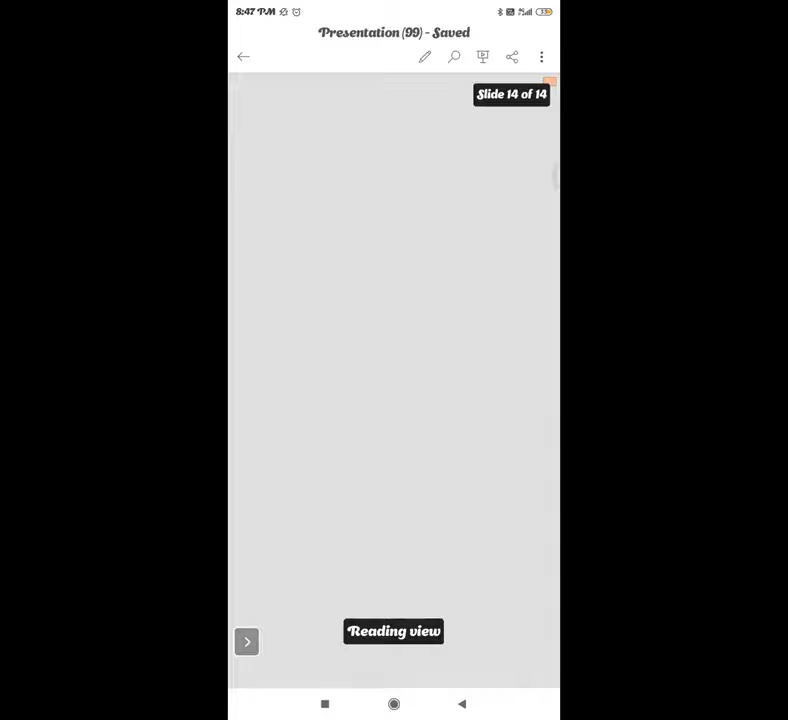 8:47 PM
Presentation (99) - Saved
Slide 14 of 14
Reading view